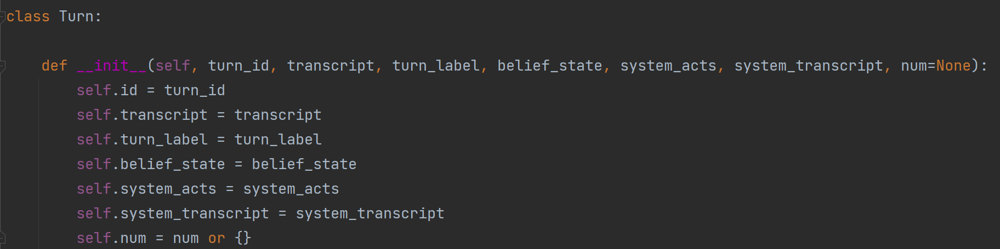 class Turn:
def __init__(self, turn_id, transcript, turn_label, belief_state, system_acts, system_transcript, num=None):
self.id = turn_id
self.transcript = transcript
self.turn_label = turn_label
self.belief_state = belief_state
self.system_acts = system_acts
self.system_transcript = system_transcript
self.num = num or {}